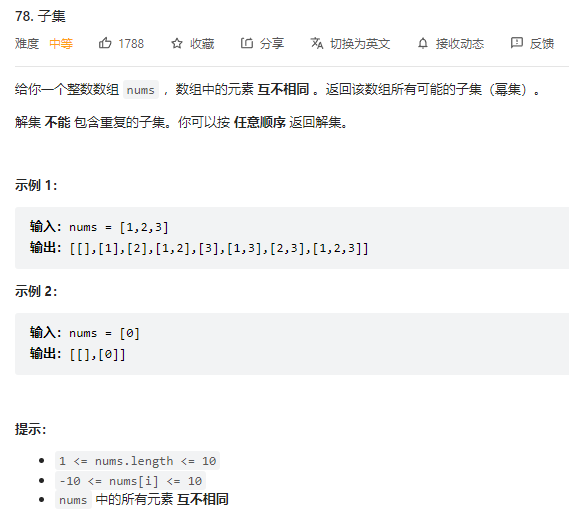 78. 子集
难度 中等 1788 收藏 分享 切换为英文 接收动态 反馈
给你一个整数数组 nums ，数组中的元素 互不相同 。返回该数组所有可能的子集（幂集）。
解集 不能 包含重复的子集。你可以按 任意顺序 返回解集。
示例 1：
输入：nums = [1,2,3]
输出：[[],[1],[2],[1,2],[3],[1,3],[2,3],[1,2,3]]
示例 2：
输入：nums = [0]
输出：[[],[0]]
提示：
1 <= nums.length <= 10
-10 <= nums[i] <= 10
nums 中的所有元素 互不相同